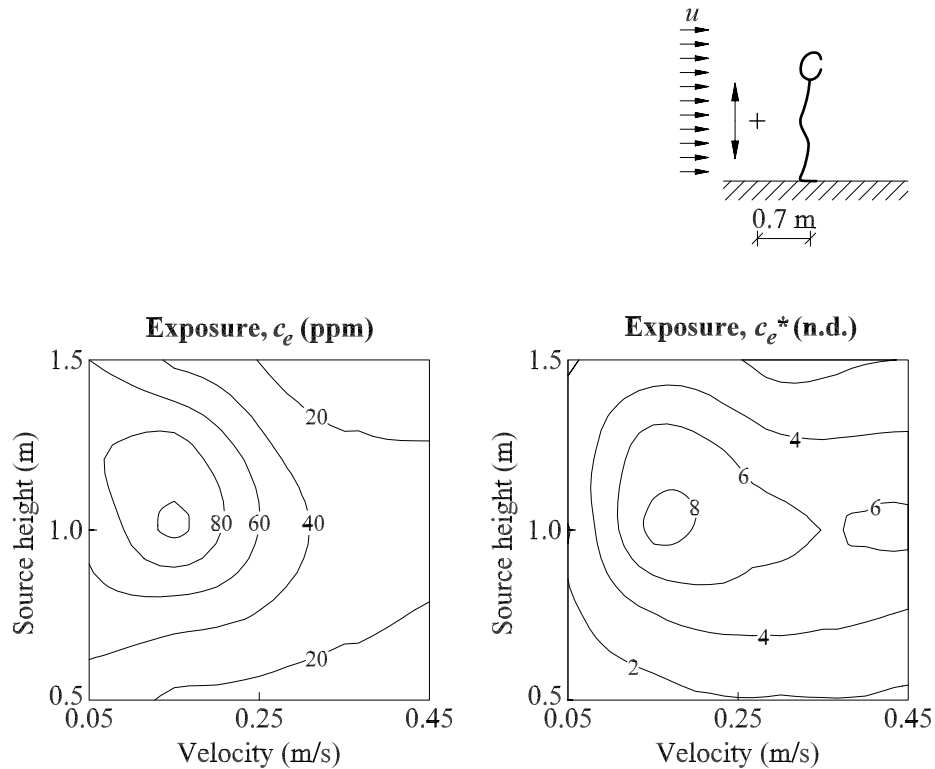 u
0.7 m
Exposure, cₑ (ppm)
1.5
1.0
0.5
Source height (m)
20
80 60 40
20
0.05 0.25 0.45
Velocity (m/s)
Exposure, cₑ* (n.d.)
1.5
1.0
0.5
Source height (m)
4
6
8
6
4
2
0.05 0.25 0.45
Velocity (m/s)